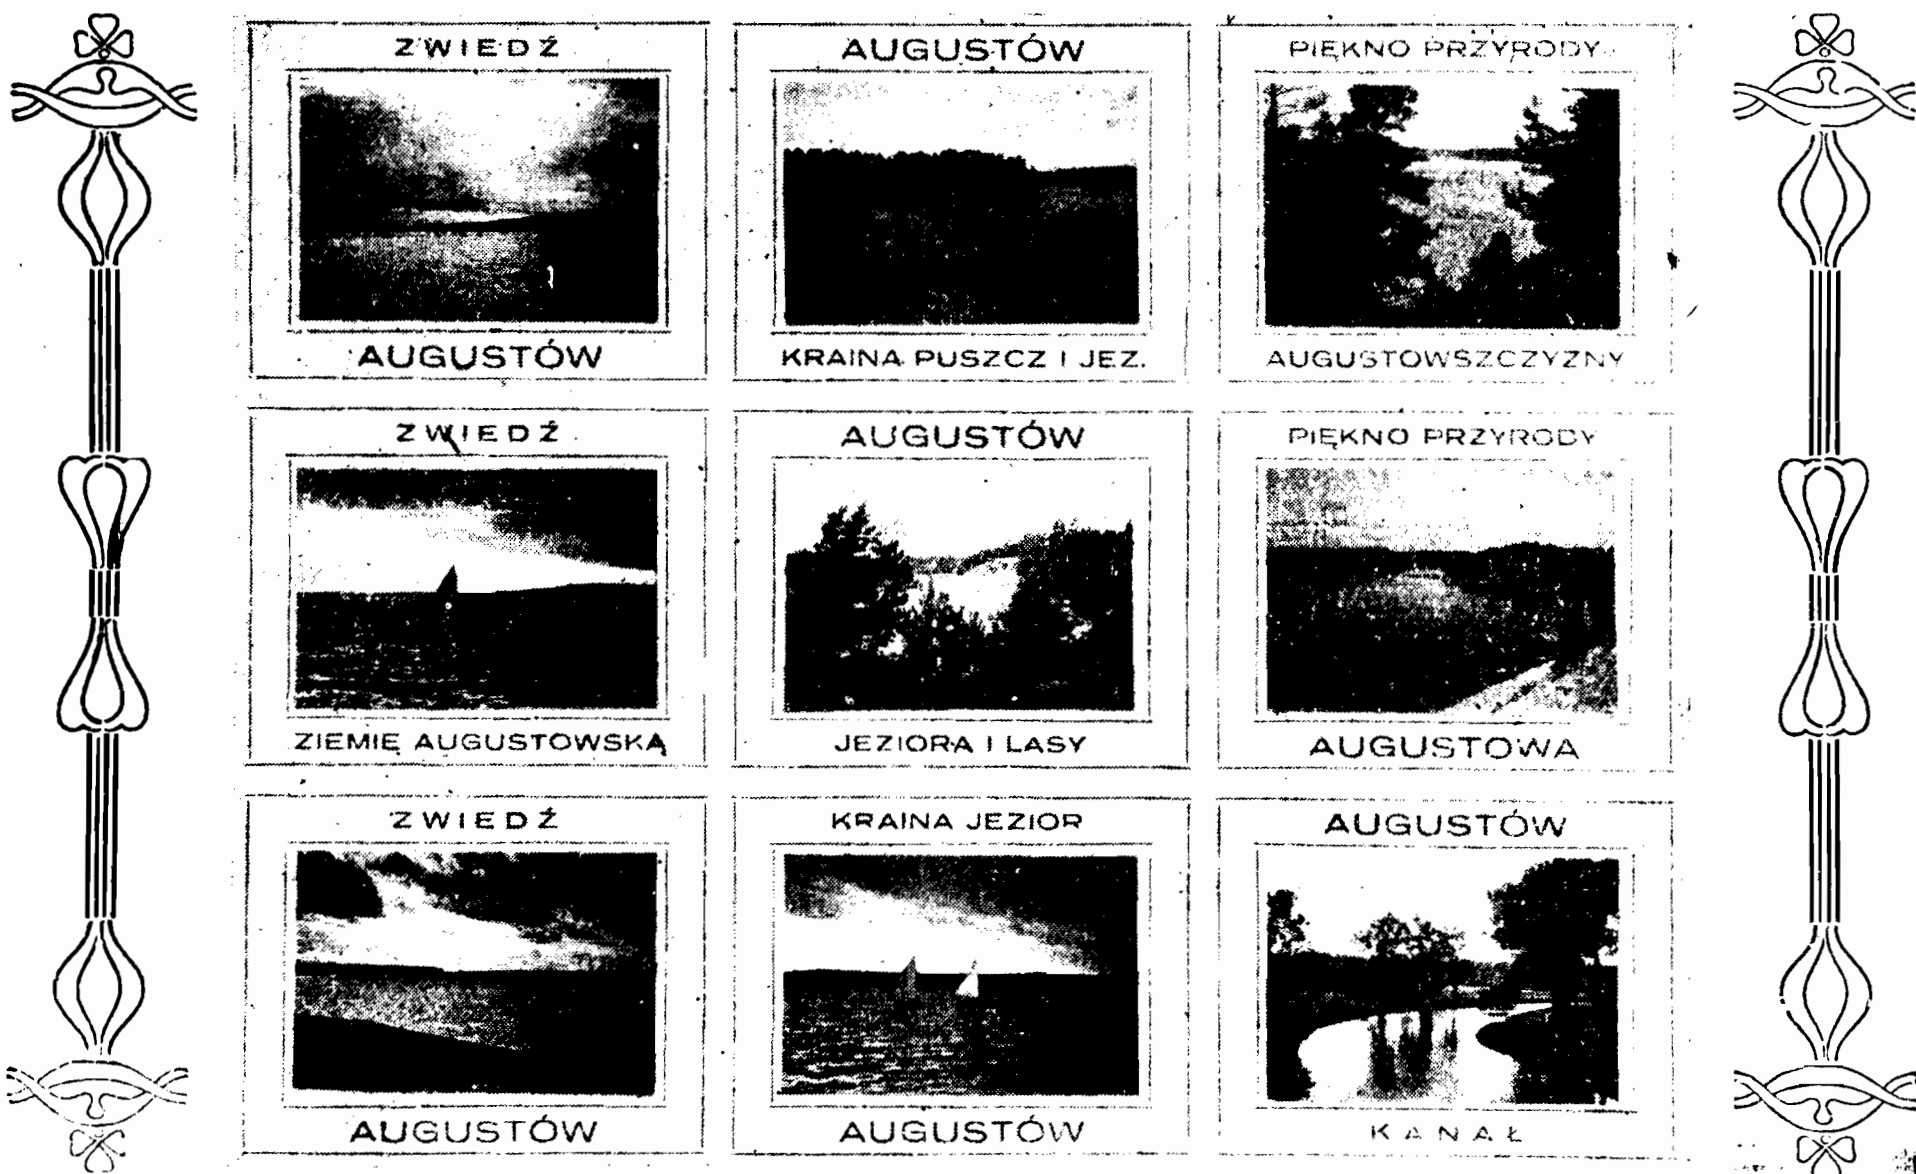 ZWIEDŹ
AUGUSTÓW
AUGUSTÓW
KRAINA PUSZCZ I JEZ.
PIĘKNO PRZYRODY
AUGUSTOWSZCZYZNY
ZWIEDŹ
ZIEMIĘ AUGUSTOWSKĄ
AUGUSTÓW
JEZIORA I LASY
PIĘKNO PRZYRODY
AUGUSTOWA
ZWIEDŹ
AUGUSTÓW
KRAINA JEZIOR
AUGUSTÓW
AUGUSTÓW
KANAŁ